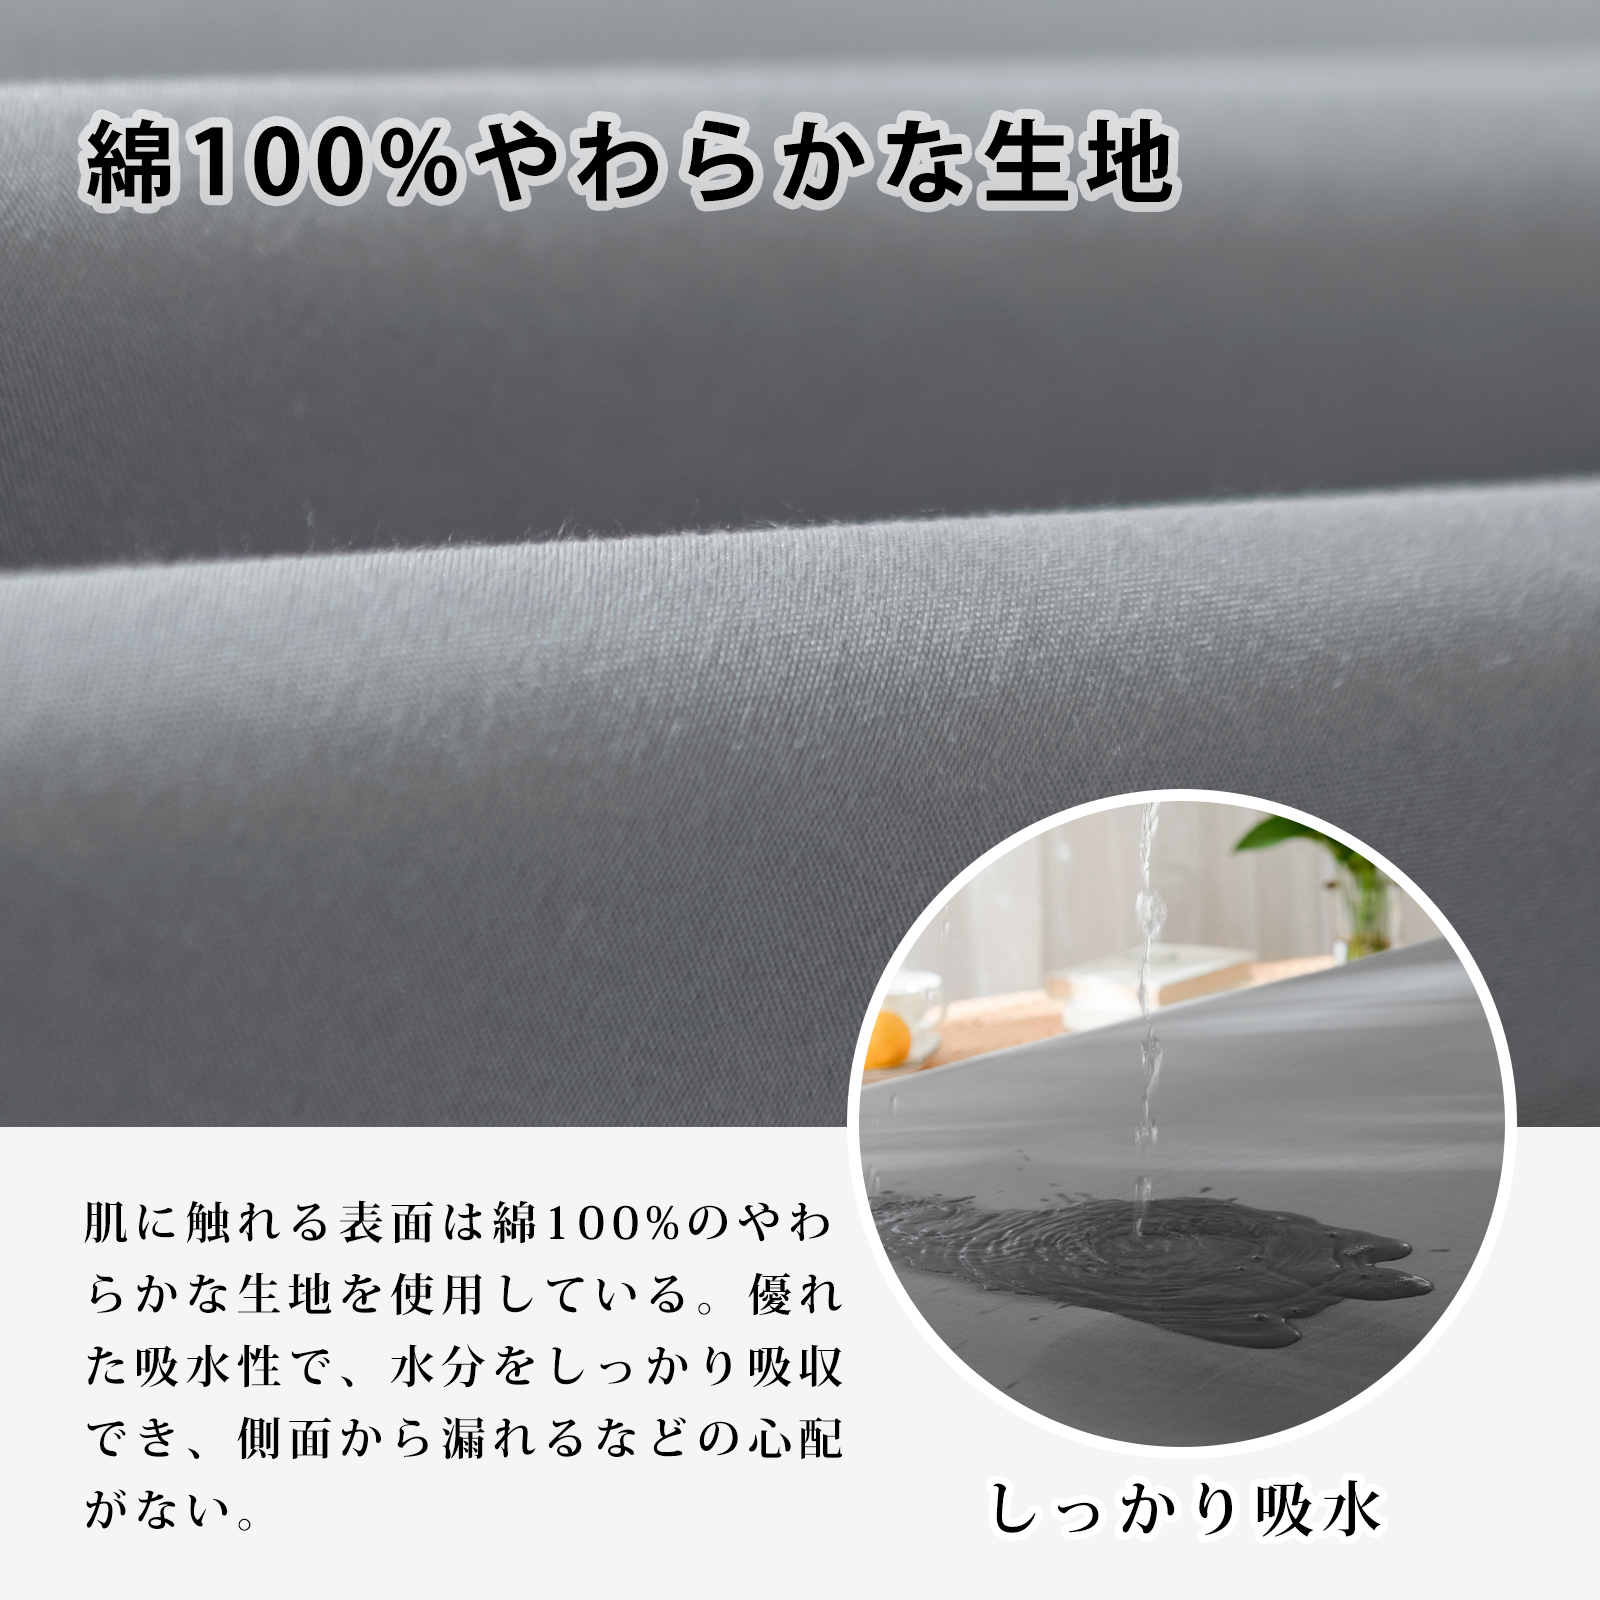 綿100%やわらかな生地
肌に触れる表面は綿100%のやわ
らかな生地を使用している。優れ
た吸水性で、水分をしっかり吸収
でき、側面から漏れるなどの心配
がない。
しっかり吸水